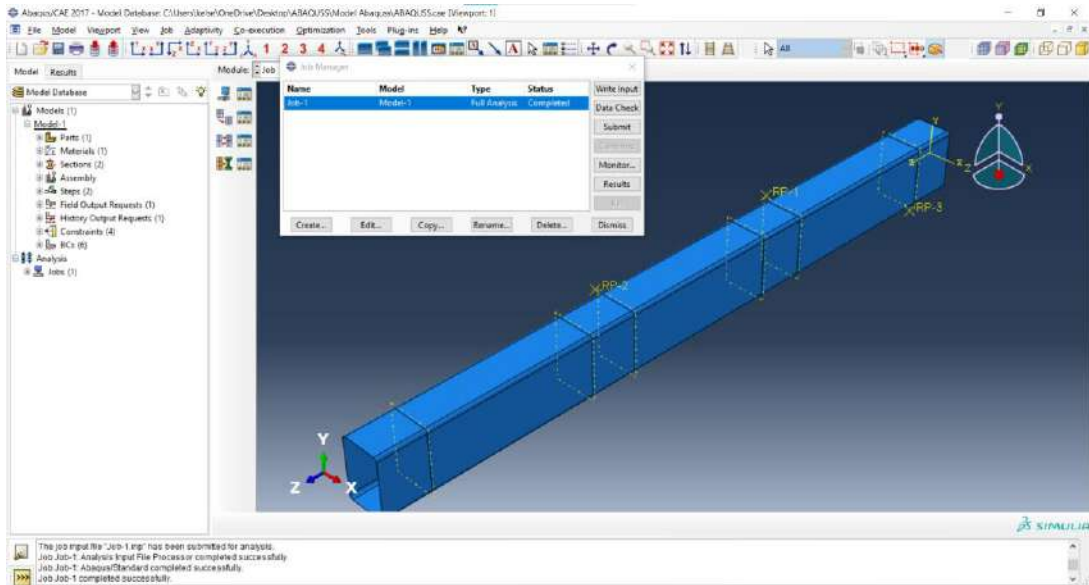 Abaqus/CAE 2017 - Model Database: C:\Users\kelse\OneDrive\Desktop\ABAQUSS\Model Abaquss\ABAQUSS.cae [Viewport: 1]
File Model Viewport View Job Adaptivity Co-execution Optimization Tools Plug-ins Help
1 2 3 4 All
Model Results
Module: Job
Model Database
Job Manager
Name Model Type Status
Job-1 Model-1 Full Analysis Completed
Write Input
Data Check
Submit
Continue
Monitor...
Results
Kill
Create... Edit... Copy... Rename... Delete... Dismiss
Models (1)
Model-1
Parts (1)
Materials (1)
Sections (2)
Assembly
Steps (2)
Field Output Requests (1)
History Output Requests (1)
Constraints (4)
BCs (6)
Analysis
Jobs (1)
RP-1
RP-3
RP-2
Y
X
Z
Y
Z
X
SIMULIA
The job input file "Job-1.inp" has been submitted for analysis.
Job Job-1: Analysis Input File Processor completed successfully.
Job Job-1: Abaqus/Standard completed successfully.
Job Job-1 completed successfully.